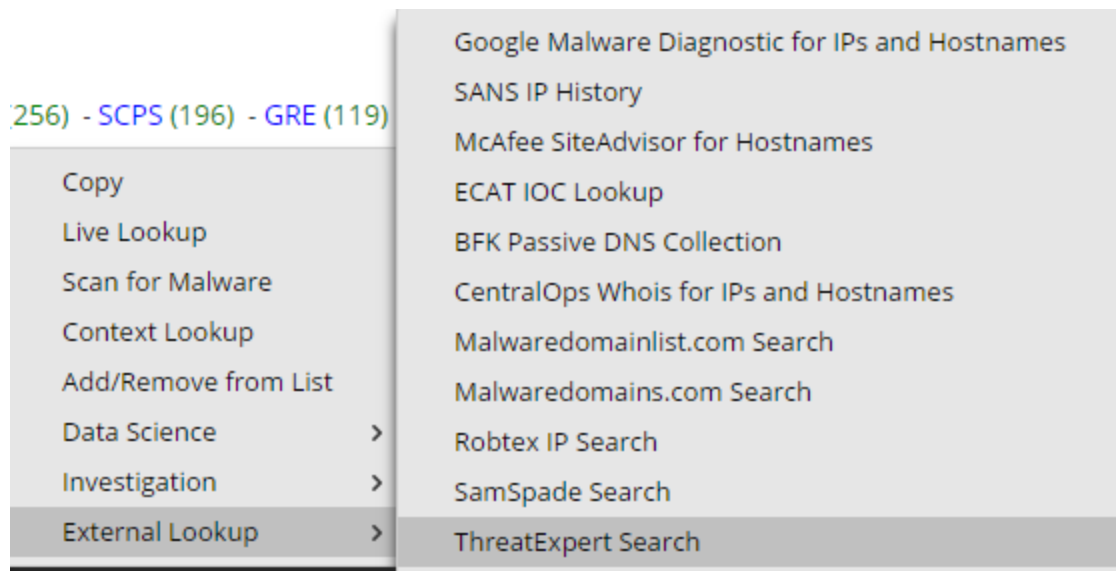 256) - SCPS (196) - GRE (119)
Copy
Live Lookup
Scan for Malware
Context Lookup
Add/Remove from List
Data Science
Investigation
External Lookup
Google Malware Diagnostic for IPs and Hostnames
SANS IP History
McAfee SiteAdvisor for Hostnames
ECAT IOC Lookup
BFK Passive DNS Collection
CentralOps Whois for IPs and Hostnames
Malwaredomainlist.com Search
Malwaredomains.com Search
Robtex IP Search
SamSpade Search
ThreatExpert Search